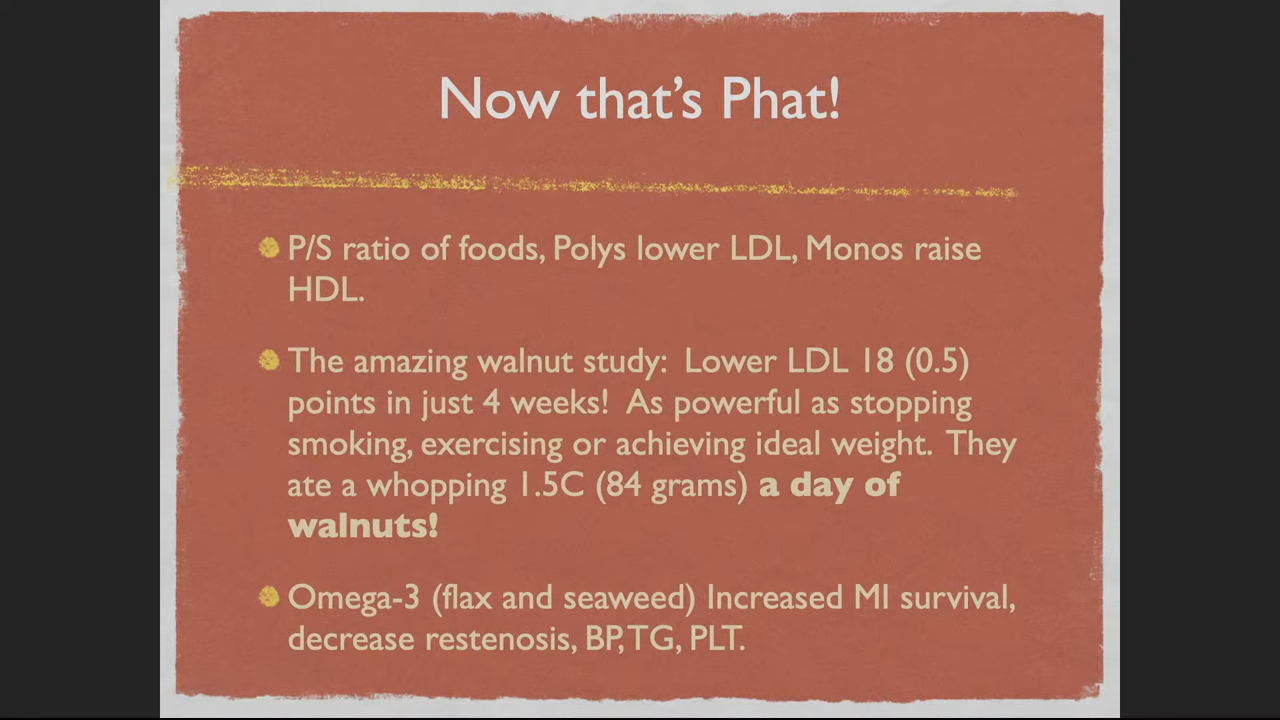 Now that's Phat!
P/S ratio of foods, Polys lower LDL, Monos raise
HDL.
The amazing walnut study:  Lower LDL 18 (0.5)
points in just 4 weeks!  As powerful as stopping
smoking, exercising or achieving ideal weight.  They
ate a whopping 1.5C (84 grams) a day of
walnuts!
Omega-3 (flax and seaweed) Increased MI survival,
decrease restenosis, BP, TG, PLT.